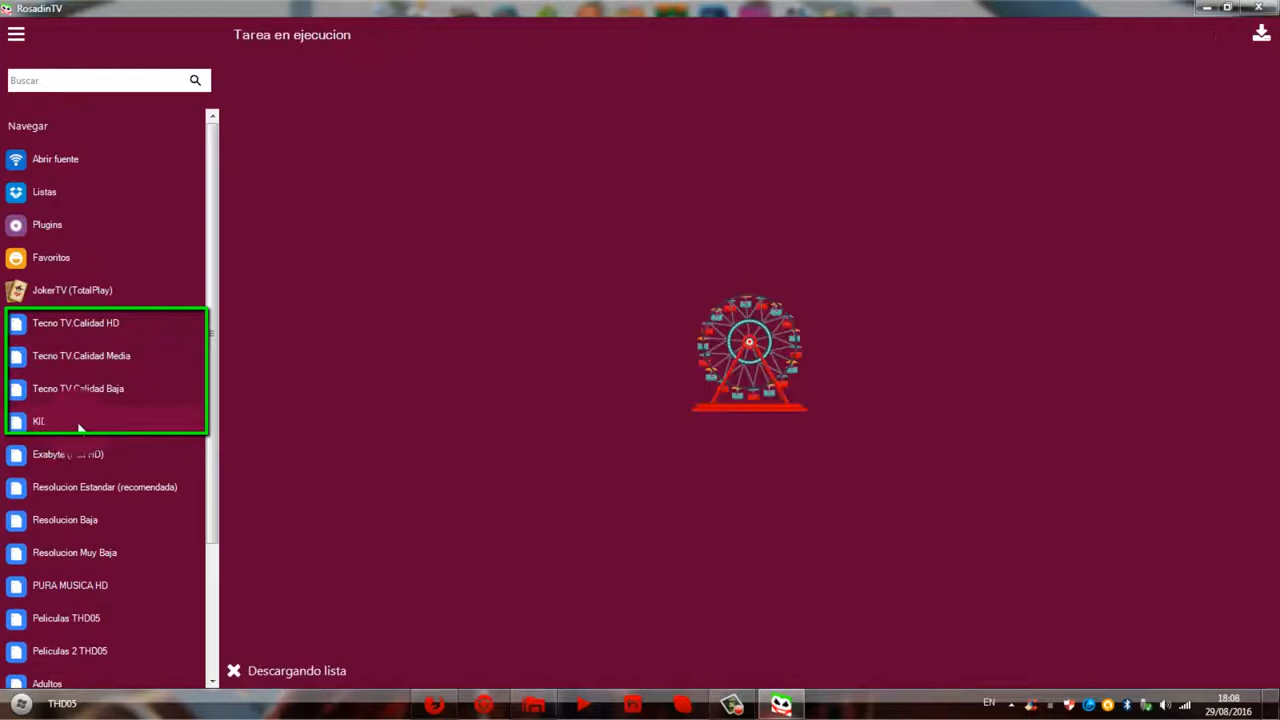 RosadinTV
Tarea en ejecucion
Buscar
Navegar
Abrir fuente
Listas
Plugins
Favoritos
JokerTV (TotalPlay)
Tecno TV.Calidad HD
Tecno TV.Calidad Media
Tecno TV.Calidad Baja
Exabyte HD)
Resolucion Estandar (recomendada)
Resolucion Baja
Resolucion Muy Baja
PURA MUSICA HD
Peliculas THD05
Peliculas 2 THD05
Adultos
Descargando lista
THD05
EN
18:08
29/08/2016